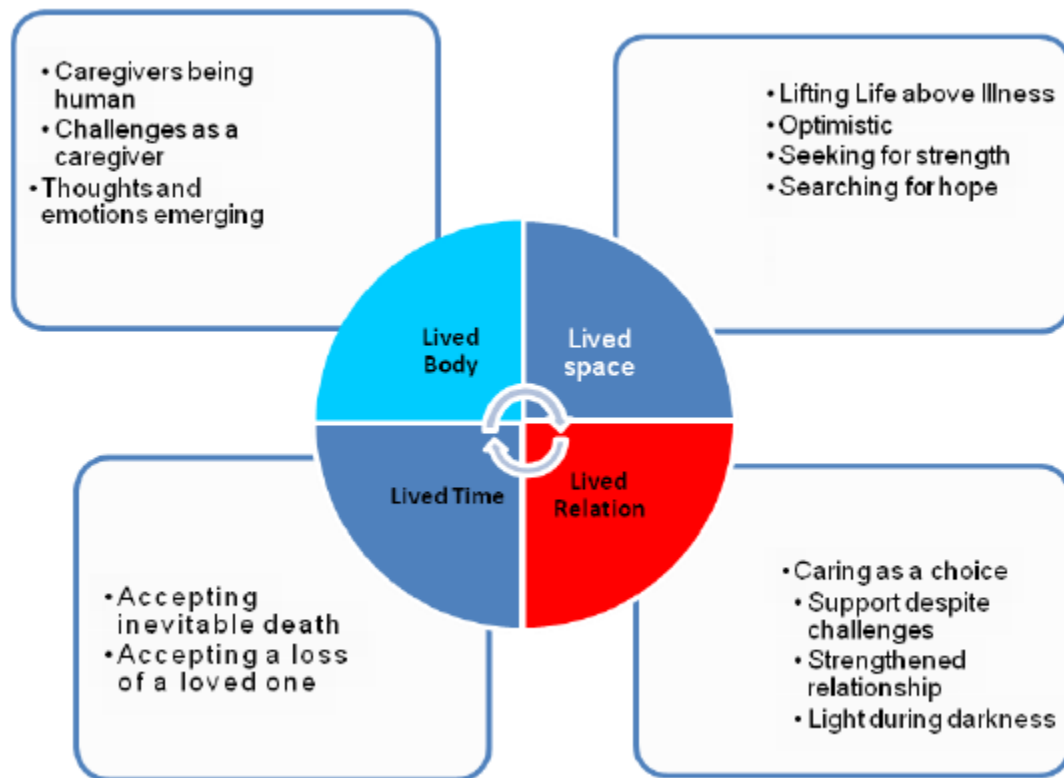 • Caregivers being
human
• Challenges as a
caregiver
• Thoughts and
emotions emerging
• Lifting Life above Illness
• Optimistic
• Seeking for strength
• Searching for hope
Lived
Body
Lived
space
Lived Time
Lived
Relation
• Accepting
inevitable death
• Accepting a loss
of a loved one
• Caring as a choice
• Support despite
challenges
• Strengthened
relationship
• Light during darkness